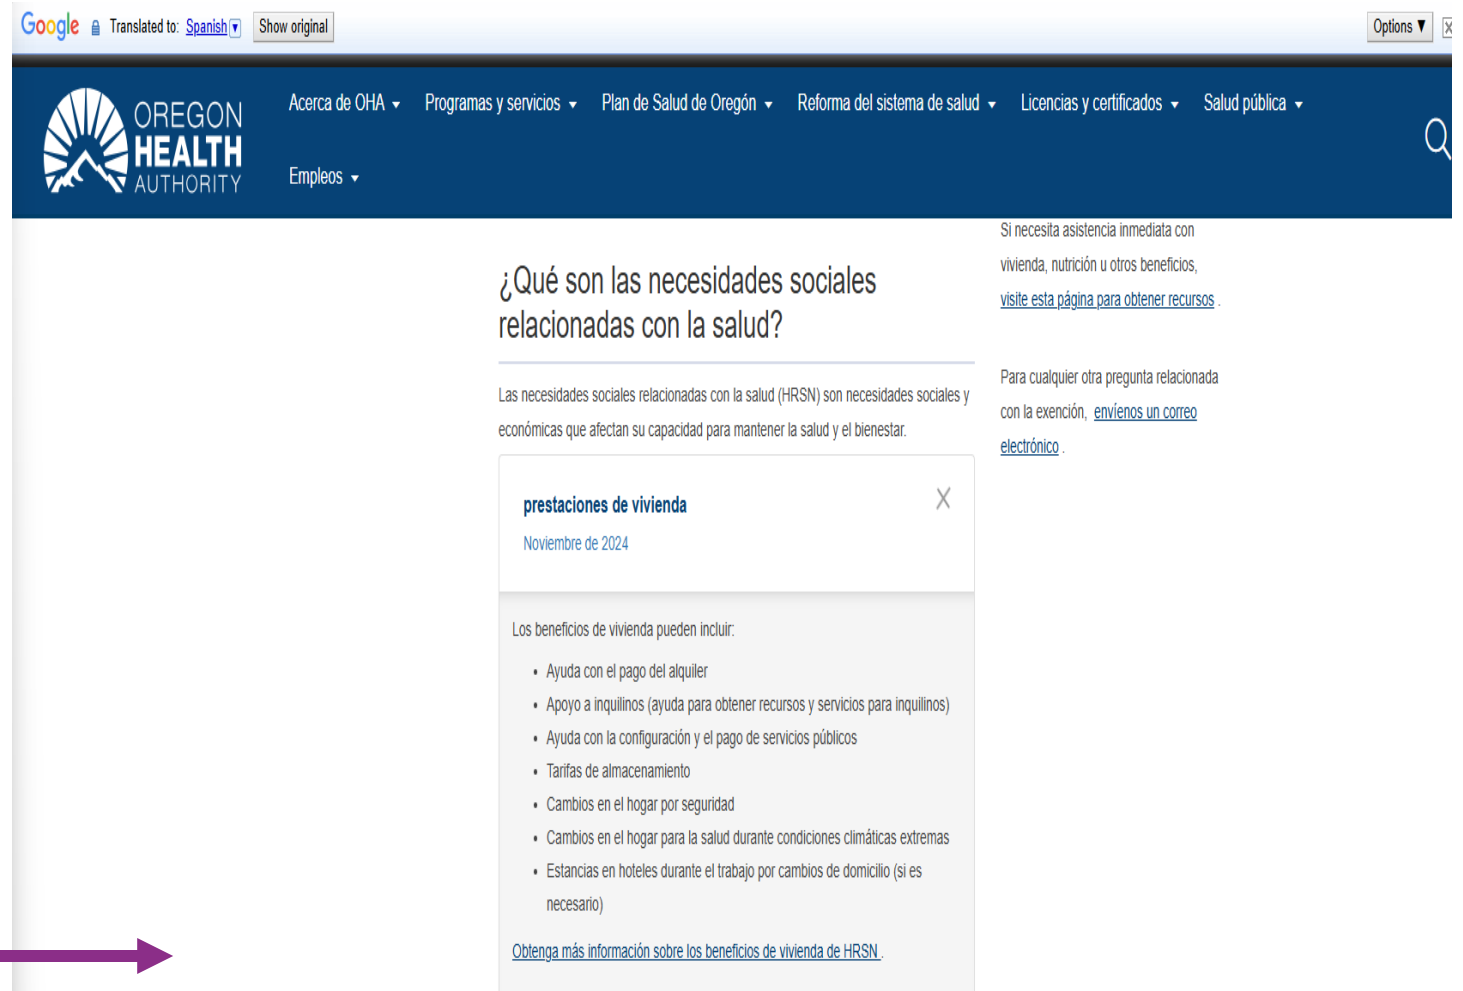 Google Translated to: Spanish Show original Options ▼
OREGON
HEALTH
AUTHORITY
Acerca de OHA Programas y servicios Plan de Salud de Oregón Reforma del sistema de salud Licencias y certificados Salud pública
Empleos
¿Qué son las necesidades sociales
relacionadas con la salud?
Las necesidades sociales relacionadas con la salud (HRSN) son necesidades sociales y
económicas que afectan su capacidad para mantener la salud y el bienestar.
prestaciones de vivienda
Noviembre de 2024
Los beneficios de vivienda pueden incluir:
• Ayuda con el pago del alquiler
• Apoyo a inquilinos (ayuda para obtener recursos y servicios para inquilinos)
• Ayuda con la configuración y el pago de servicios públicos
• Tarifas de almacenamiento
• Cambios en el hogar por seguridad
• Cambios en el hogar para la salud durante condiciones climáticas extremas
• Estancias en hoteles durante el trabajo por cambios de domicilio (si es
necesario)
Obtenga más información sobre los beneficios de vivienda de HRSN .
Si necesita asistencia inmediata con
vivienda, nutrición u otros beneficios,
visite esta página para obtener recursos .
Para cualquier otra pregunta relacionada
con la exención, envíenos un correo
electrónico .